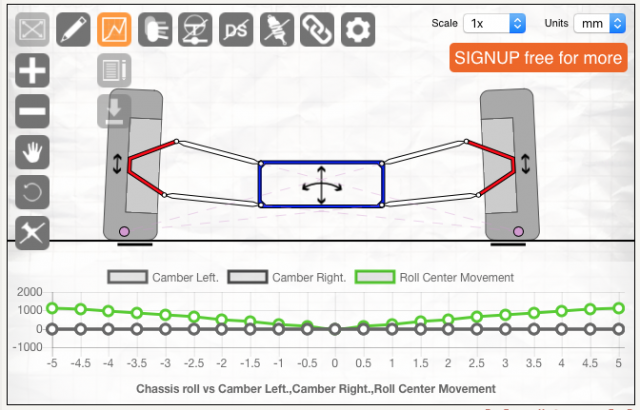 Scale 1x Units mm
SIGNUP free for more
ps
Camber Left. Camber Right. Roll Center Movement
2000
1000
0
-1000
-5 -4.5 -4 -3.5 -3 -2.5 -2 -1.5 -1 -0.5 0 0.5 1 1.5 2 2.5 3 3.5 4 4.5 5
Chassis roll vs Camber Left.,Camber Right.,Roll Center Movement